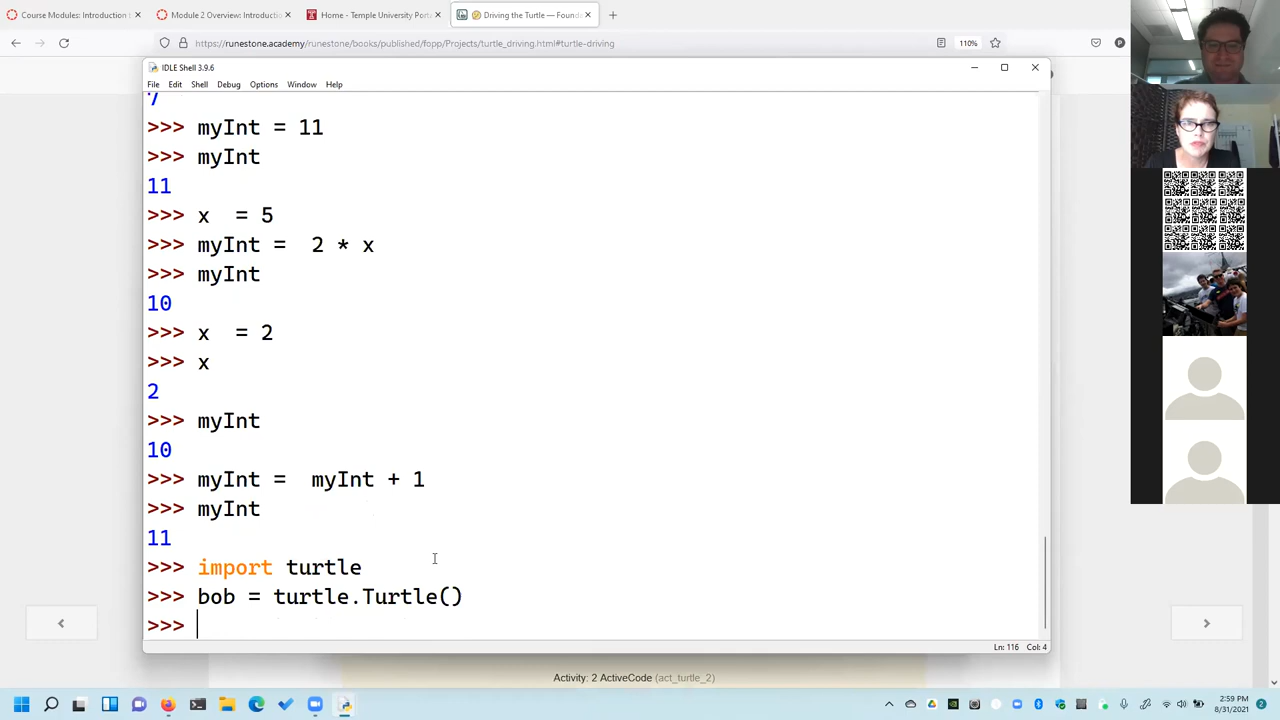 Course Modules: Introduction t
Module 2 Overview: Introductio
Home - Temple University Port
Driving the Turtle — Found
https://runestone.academy/runestone/books/published/fopp/Projects/turtle_driving.html#turtle-driving
110%
IDLE Shell 3.9.6
File Edit Shell Debug Options Window Help
7
>>> myInt = 11
>>> myInt
11
>>> x  = 5
>>> myInt =  2 * x
>>> myInt
10
>>> x  = 2
>>> x
2
>>> myInt
10
>>> myInt =  myInt + 1
>>> myInt
11
>>> import turtle
>>> bob = turtle.Turtle()
>>>
Ln: 116 Col: 4
Activity: 2 ActiveCode (act_turtle_2)
2:59 PM
8/31/2021